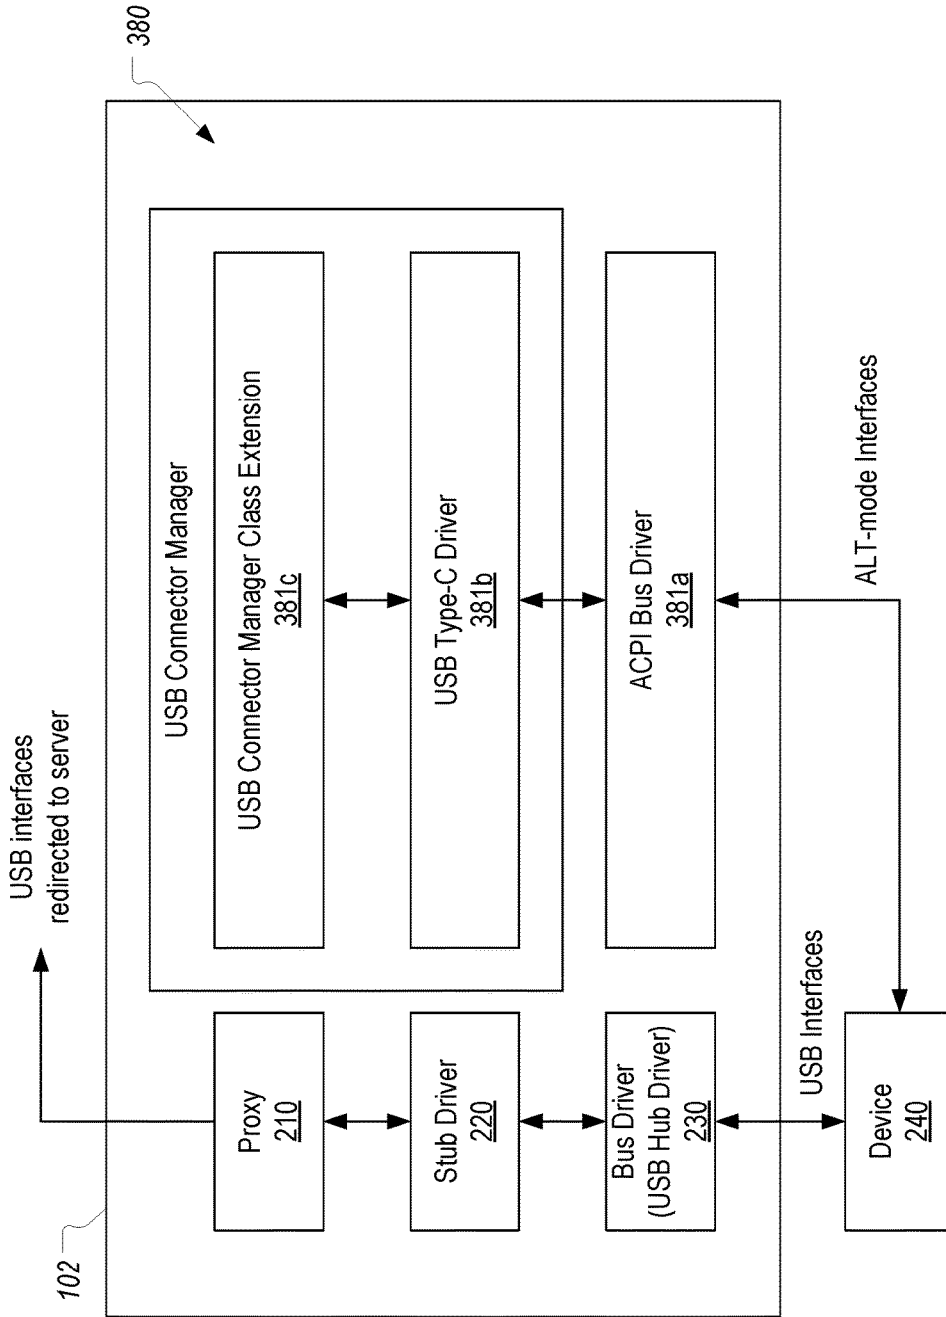 102
380
USB interfaces
redirected to server
USB Connector Manager
Proxy
210
USB Connector Manager Class Extension
381c
Stub Driver
220
USB Type-C Driver
381b
Bus Driver
(USB Hub Driver)
230
ACPI Bus Driver
381a
USB Interfaces
ALT-mode Interfaces
Device
240